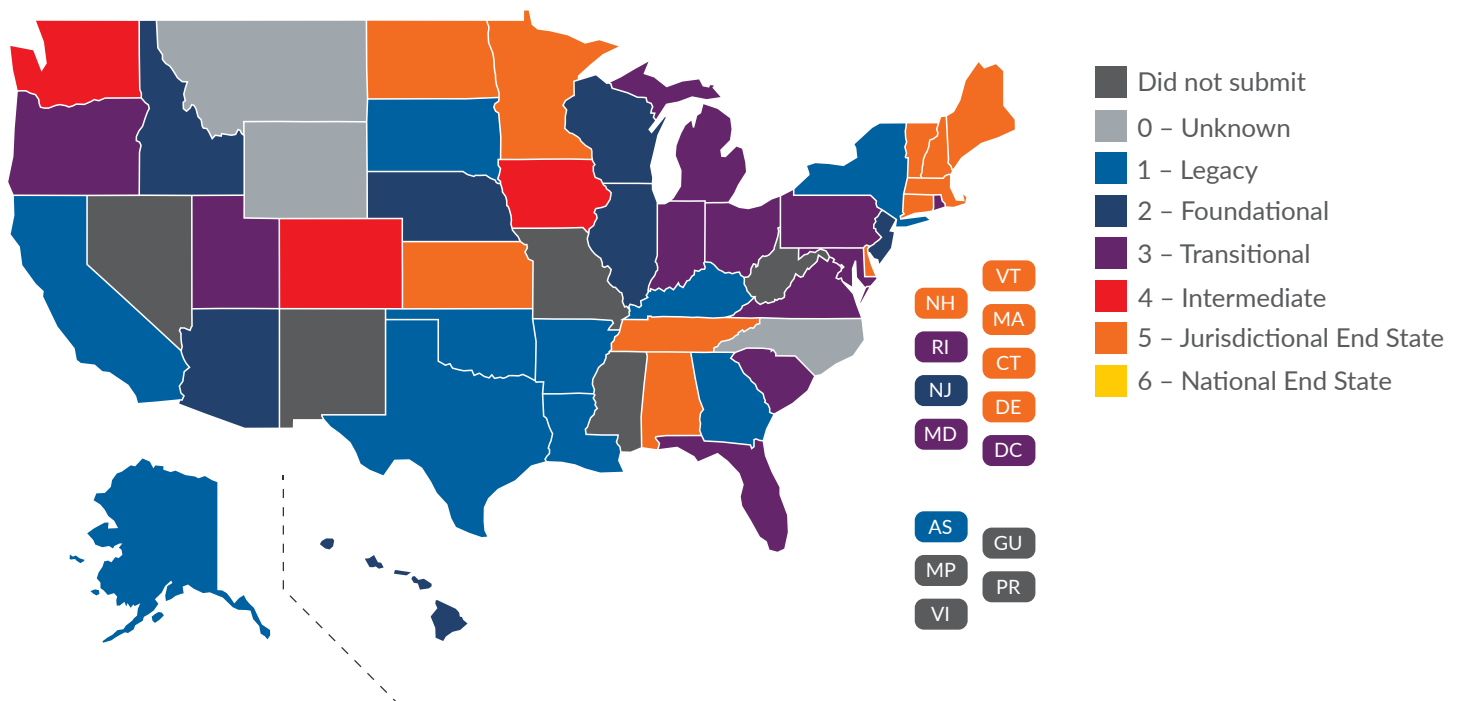 Did not submit
0 – Unknown
1 – Legacy
2 – Foundational
3 – Transitional
4 – Intermediate
5 – Jurisdictional End State
6 – National End State
VT
NH
MA
RI
CT
NJ
DE
MD
DC
AS
GU
MP
PR
VI